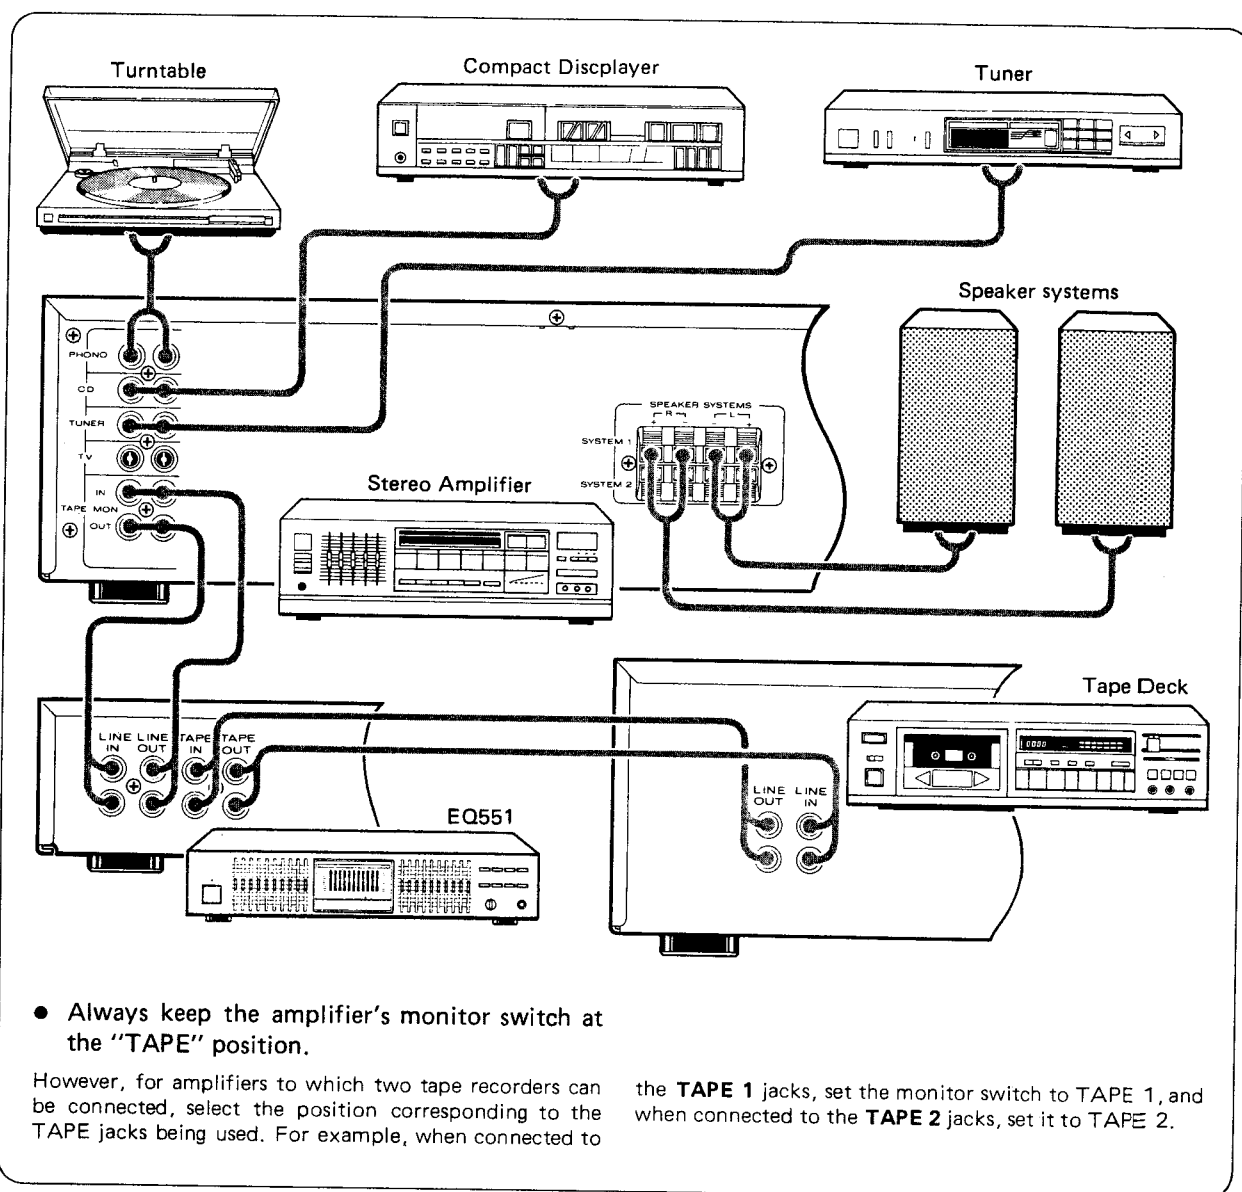 Turntable
Compact Discplayer
Tuner
Speaker systems
PHONO
CD
TUNER
TV
IN
TAPE MON
OUT
SPEAKER SYSTEMS
R L
+ − − +
SYSTEM 1
SYSTEM 2
Stereo Amplifier
Tape Deck
LINE IN
LINE OUT
TAPE IN
TAPE OUT
LINE OUT
LINE IN
EQ551
● Always keep the amplifier's monitor switch at
the "TAPE" position.
However, for amplifiers to which two tape recorders can
be connected, select the position corresponding to the
TAPE jacks being used. For example, when connected to
the TAPE 1 jacks, set the monitor switch to TAPE 1, and
when connected to the TAPE 2 jacks, set it to TAPE 2.